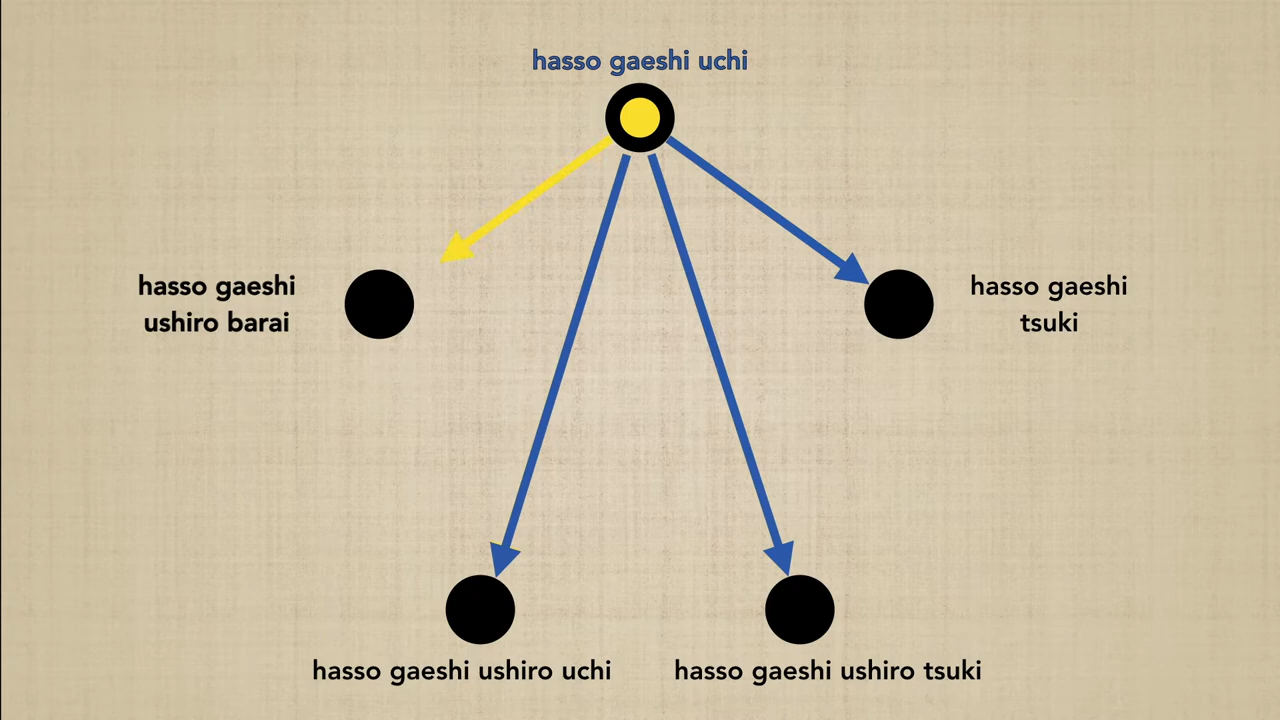 hasso gaeshi uchi
hasso gaeshi
ushiro barai
hasso gaeshi
tsuki
hasso gaeshi ushiro uchi
hasso gaeshi ushiro tsuki